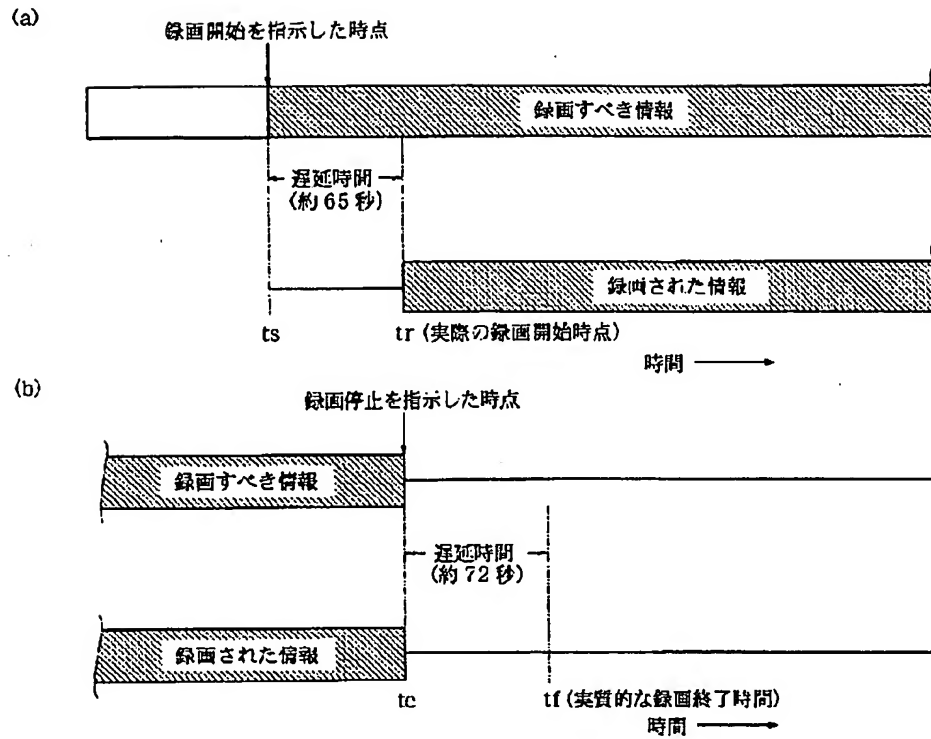 (a)
録画開始を指示した時点
録画すべき情報
遅延時間
(約 65 秒)
録画された情報
ts
tr (実際の録画開始時点)
時間
(b)
録画停止を指示した時点
録画すべき情報
遅延時間
(約 72 秒)
録画された情報
tc
tf (実質的な録画終了時間)
時間